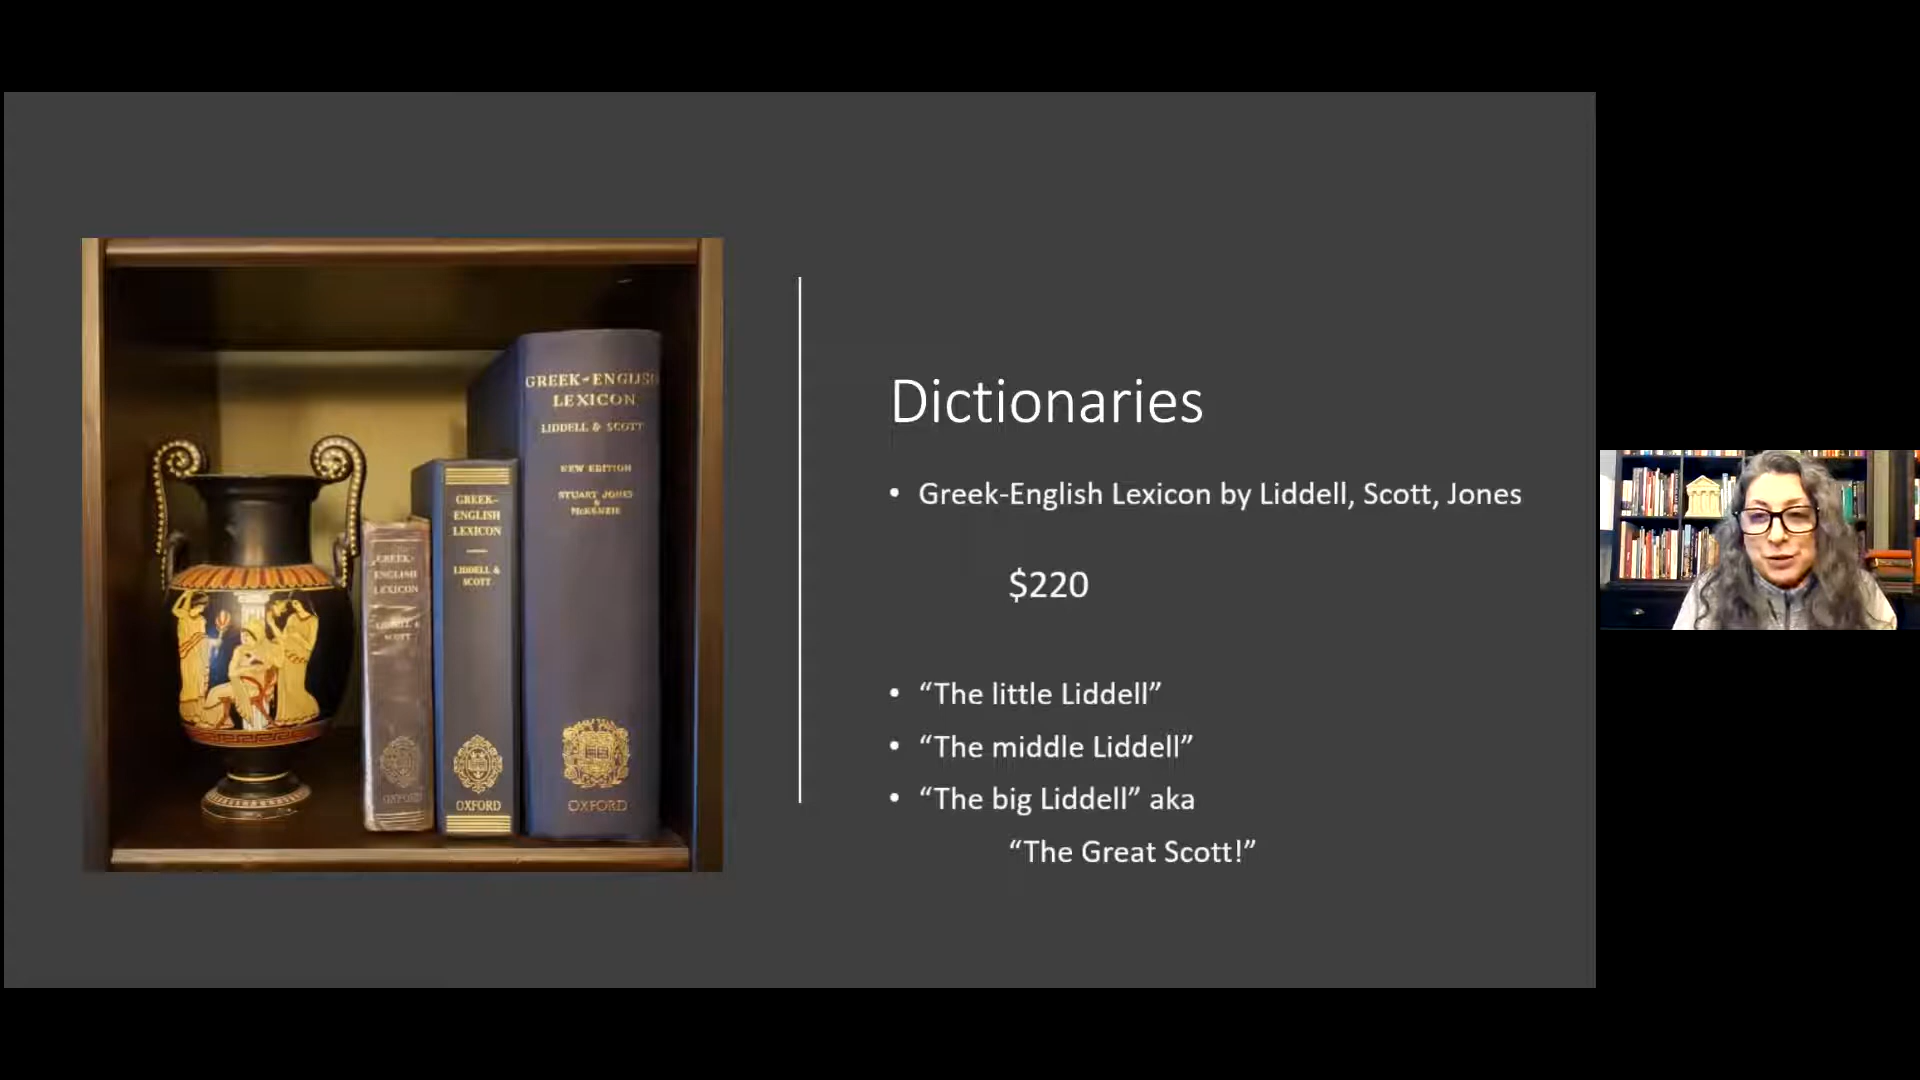 GREEK-ENGLISH
LEXICON
LIDDELL & SCOTT
NEW EDITION
STUART JONES
&
McKENZIE
OXFORD
GREEK-
ENGLISH
LEXICON
LIDDELL &
SCOTT
OXFORD
GREEK-
ENGLISH
LEXICON
LIDDELL &
SCOTT
OXFORD
Dictionaries
• Greek-English Lexicon by Liddell, Scott, Jones
$220
• “The little Liddell”
• “The middle Liddell”
• “The big Liddell” aka
“The Great Scott!”